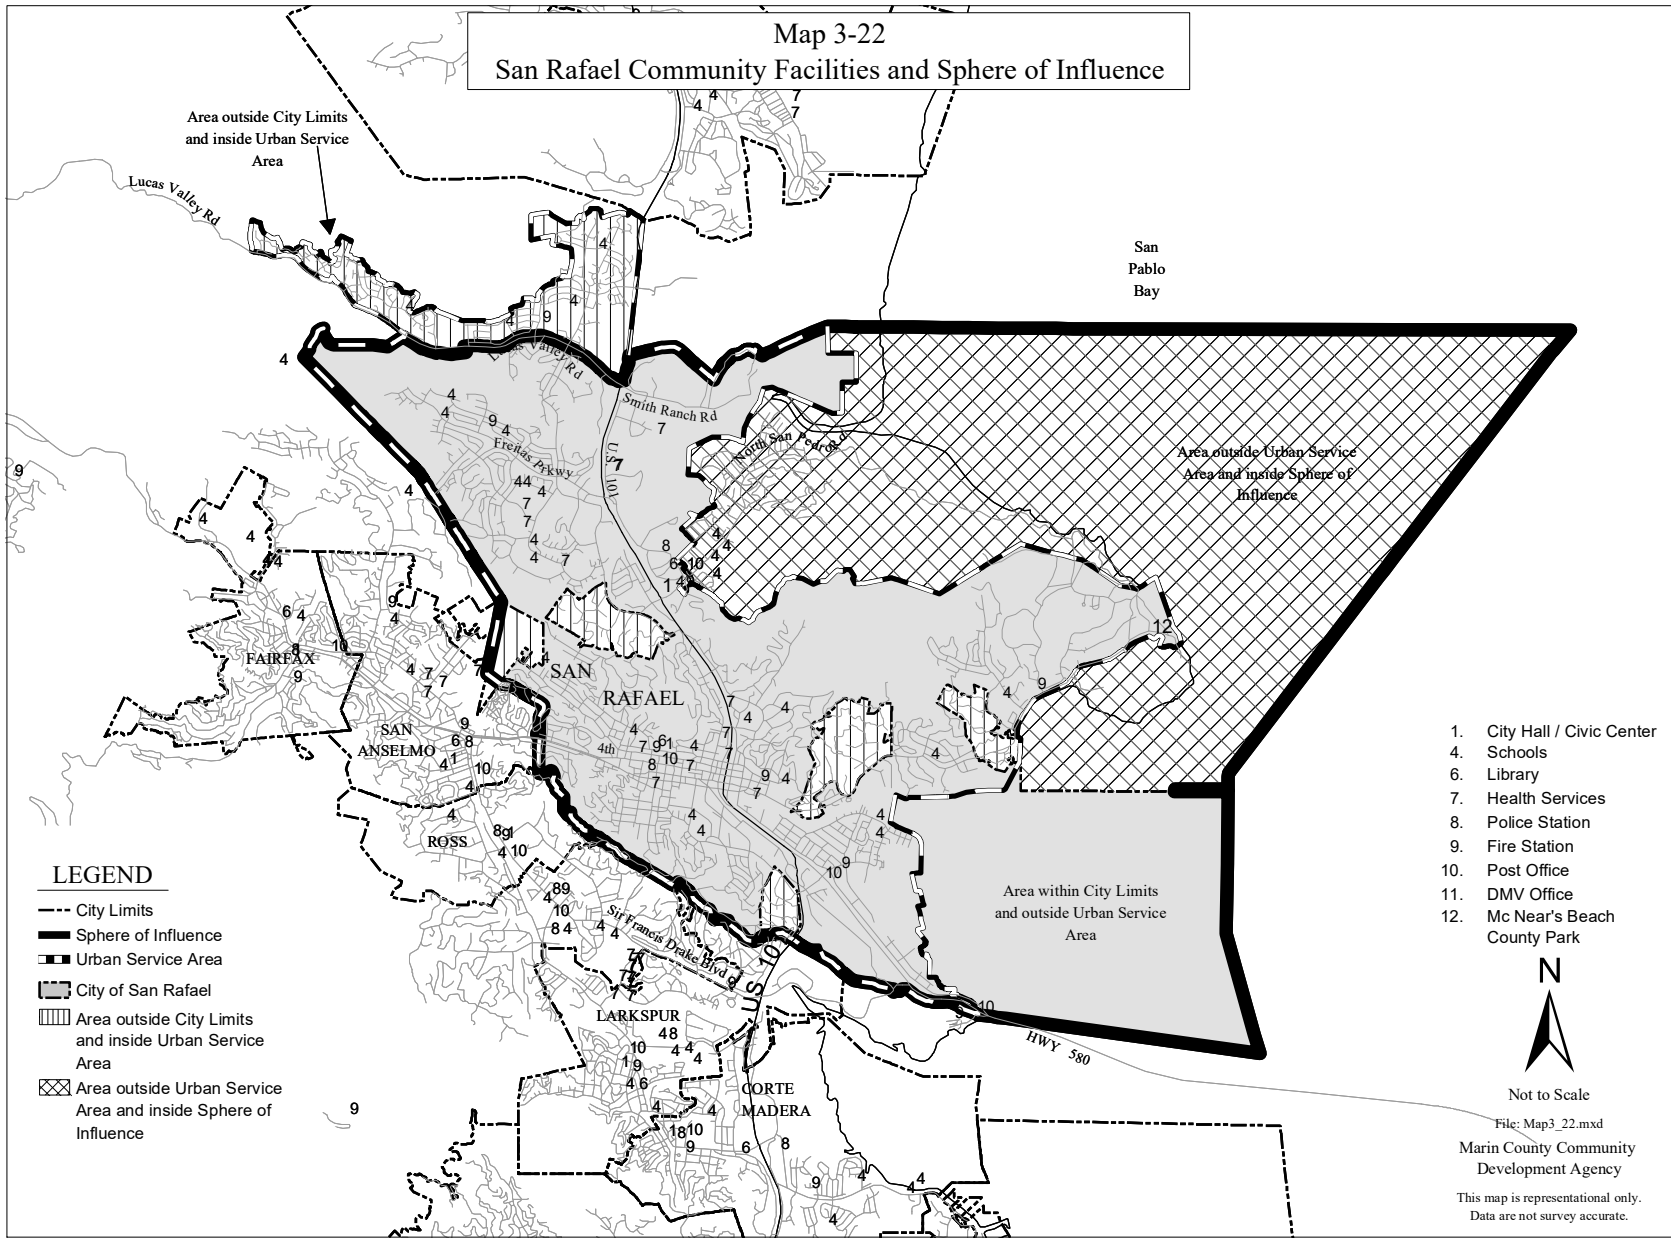 Map 3-22
San Rafael Community Facilities and Sphere of Influence
Area outside City Limits
and inside Urban Service
Area
Lucas Valley Rd
San
Pablo
Bay
Lucas Valley Rd
Smith Ranch Rd
North San Pedro Rd
Freitas Prkwy
U.S. 101
Area outside Urban Service
Area and inside Sphere of
Influence
FAIRFAX
SAN
RAFAEL
SAN
ANSELMO
4th
ROSS
Sir Francis Drake Blvd
US 10
LARKSPUR
CORTE
MADERA
HWY 580
Area within City Limits
and outside Urban Service
Area
LEGEND
City Limits
Sphere of Influence
Urban Service Area
City of San Rafael
Area outside City Limits
and inside Urban Service
Area
Area outside Urban Service
Area and inside Sphere of
Influence
1. City Hall / Civic Center
4. Schools
6. Library
7. Health Services
8. Police Station
9. Fire Station
10. Post Office
11. DMV Office
12. Mc Near's Beach
County Park
N
Not to Scale
File: Map3_22.mxd
Marin County Community
Development Agency
This map is representational only.
Data are not survey accurate.